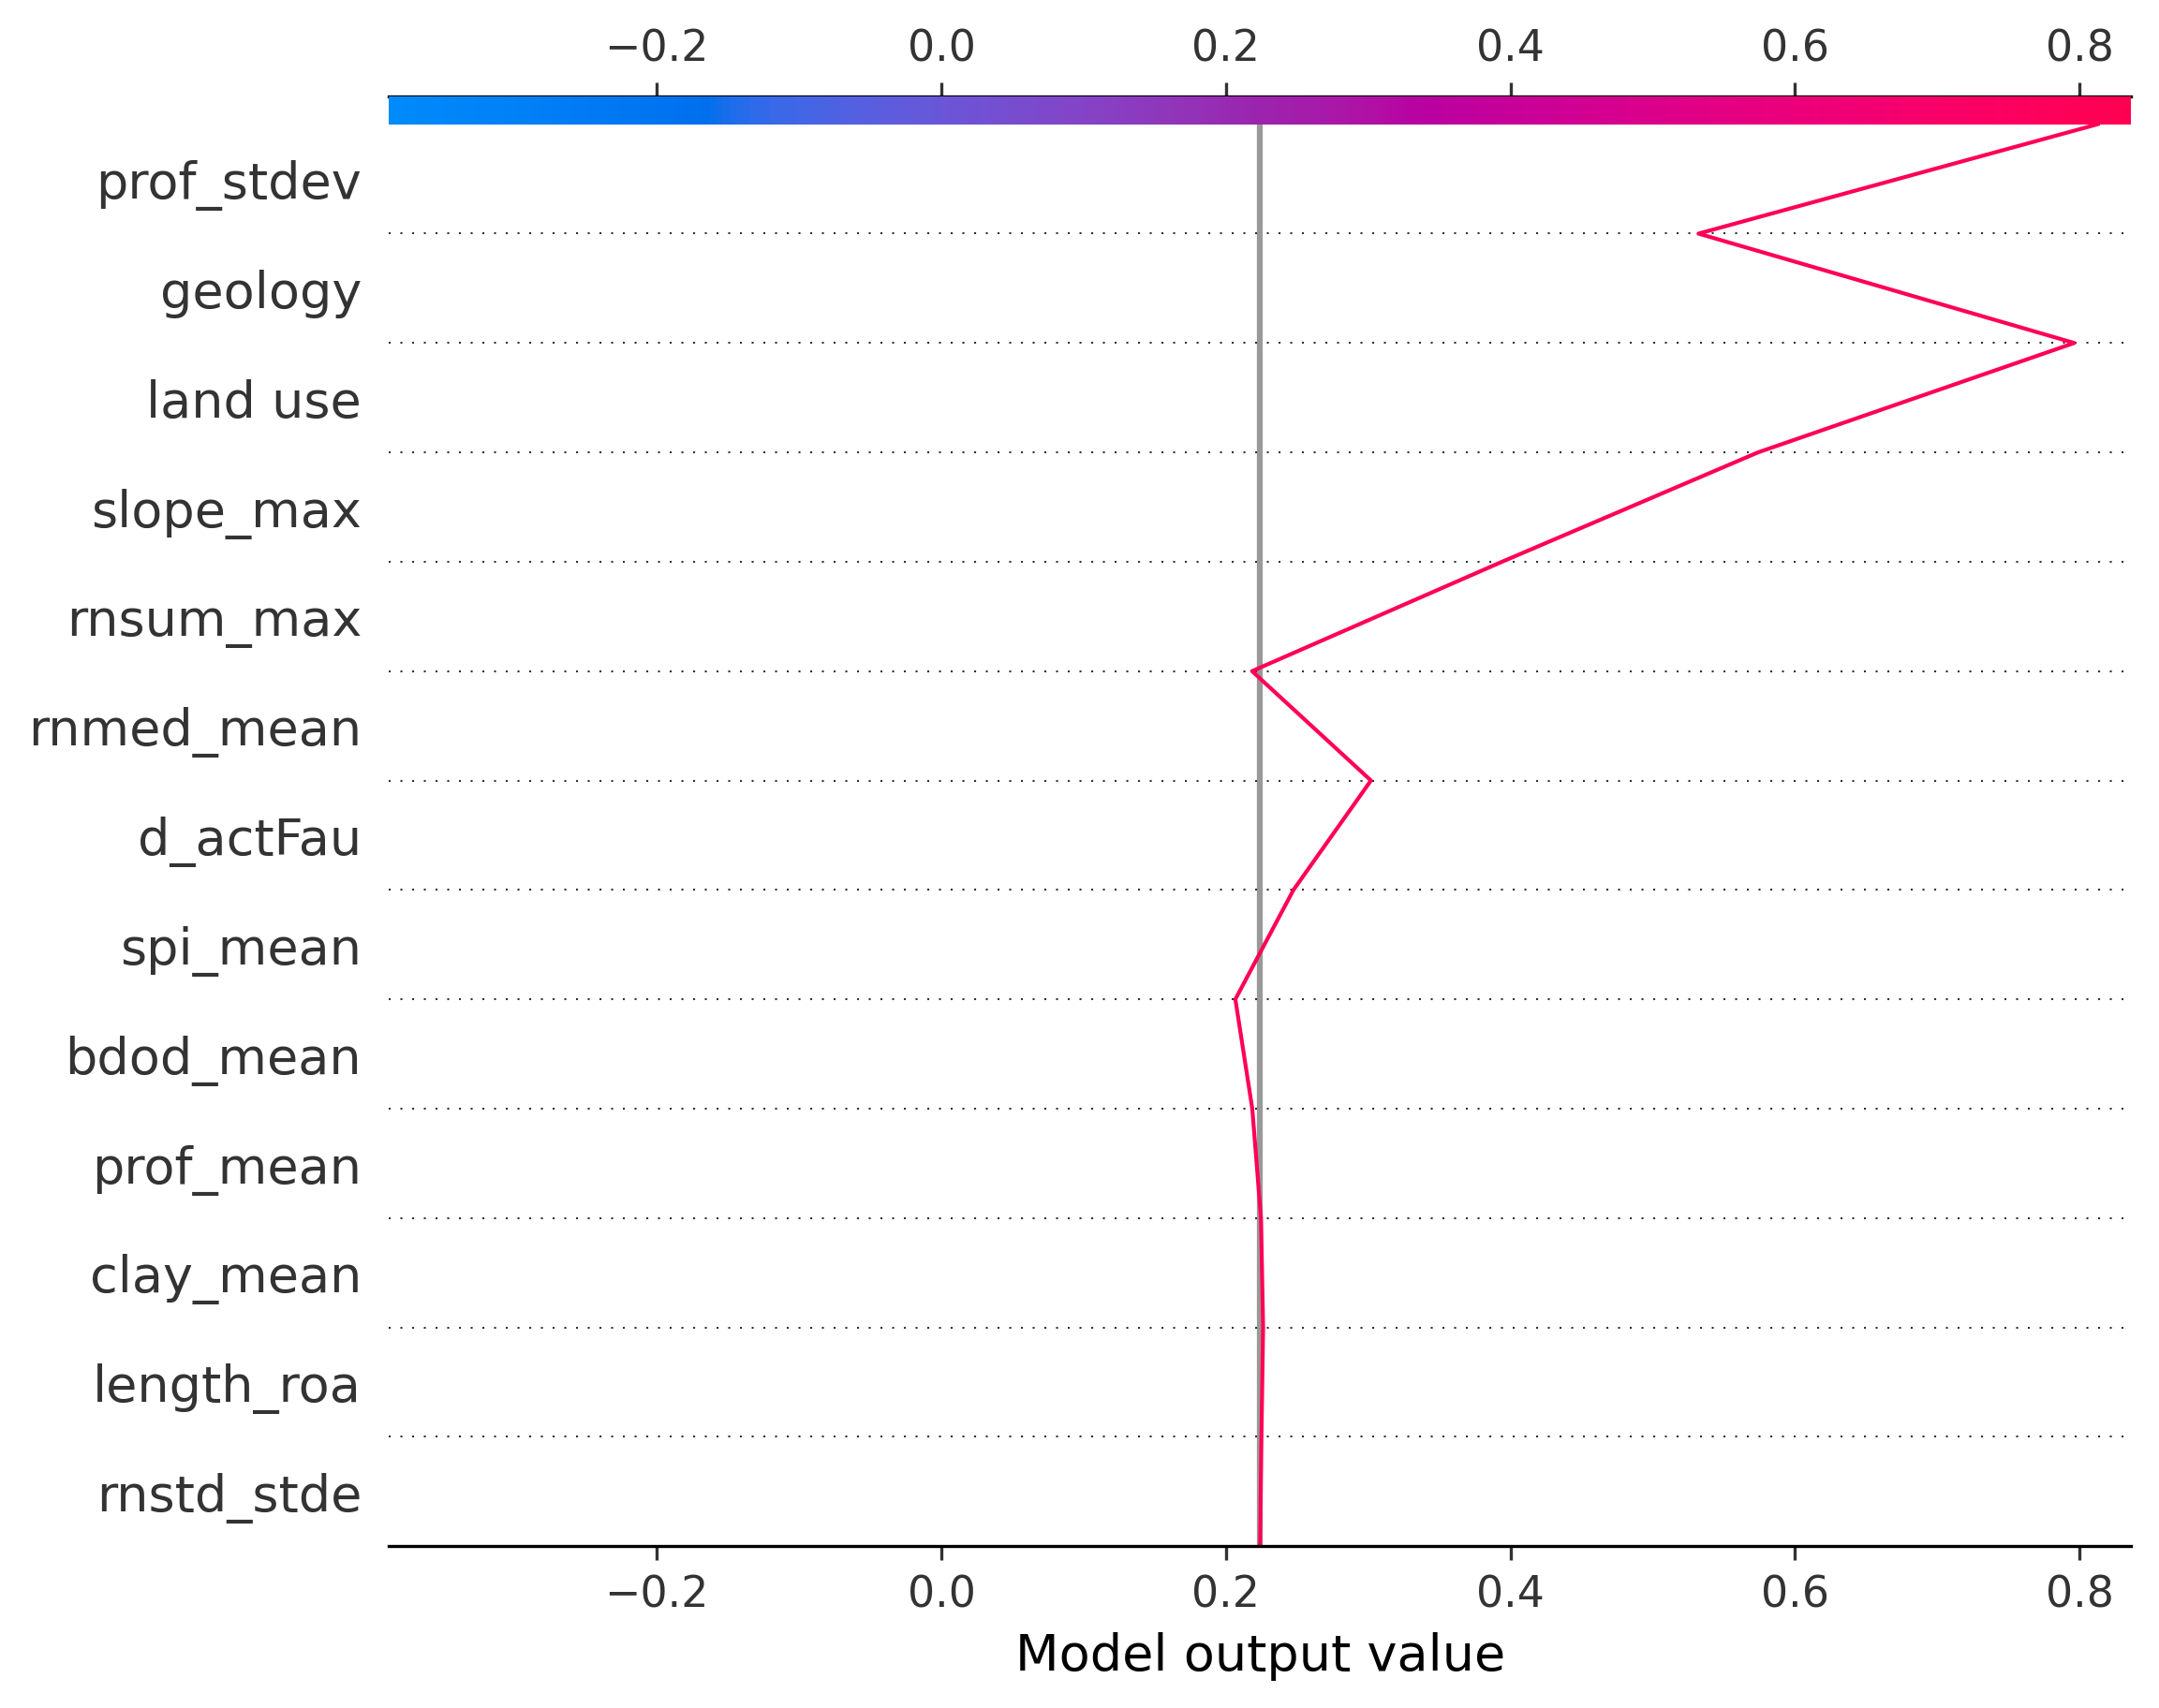 −0.2 0.0 0.2 0.4 0.6 0.8
prof_stdev
geology
land use
slope_max
rnsum_max
rnmed_mean
d_actFau
spi_mean
bdod_mean
prof_mean
clay_mean
length_roa
rnstd_stde
−0.2 0.0 0.2 0.4 0.6 0.8
Model output value